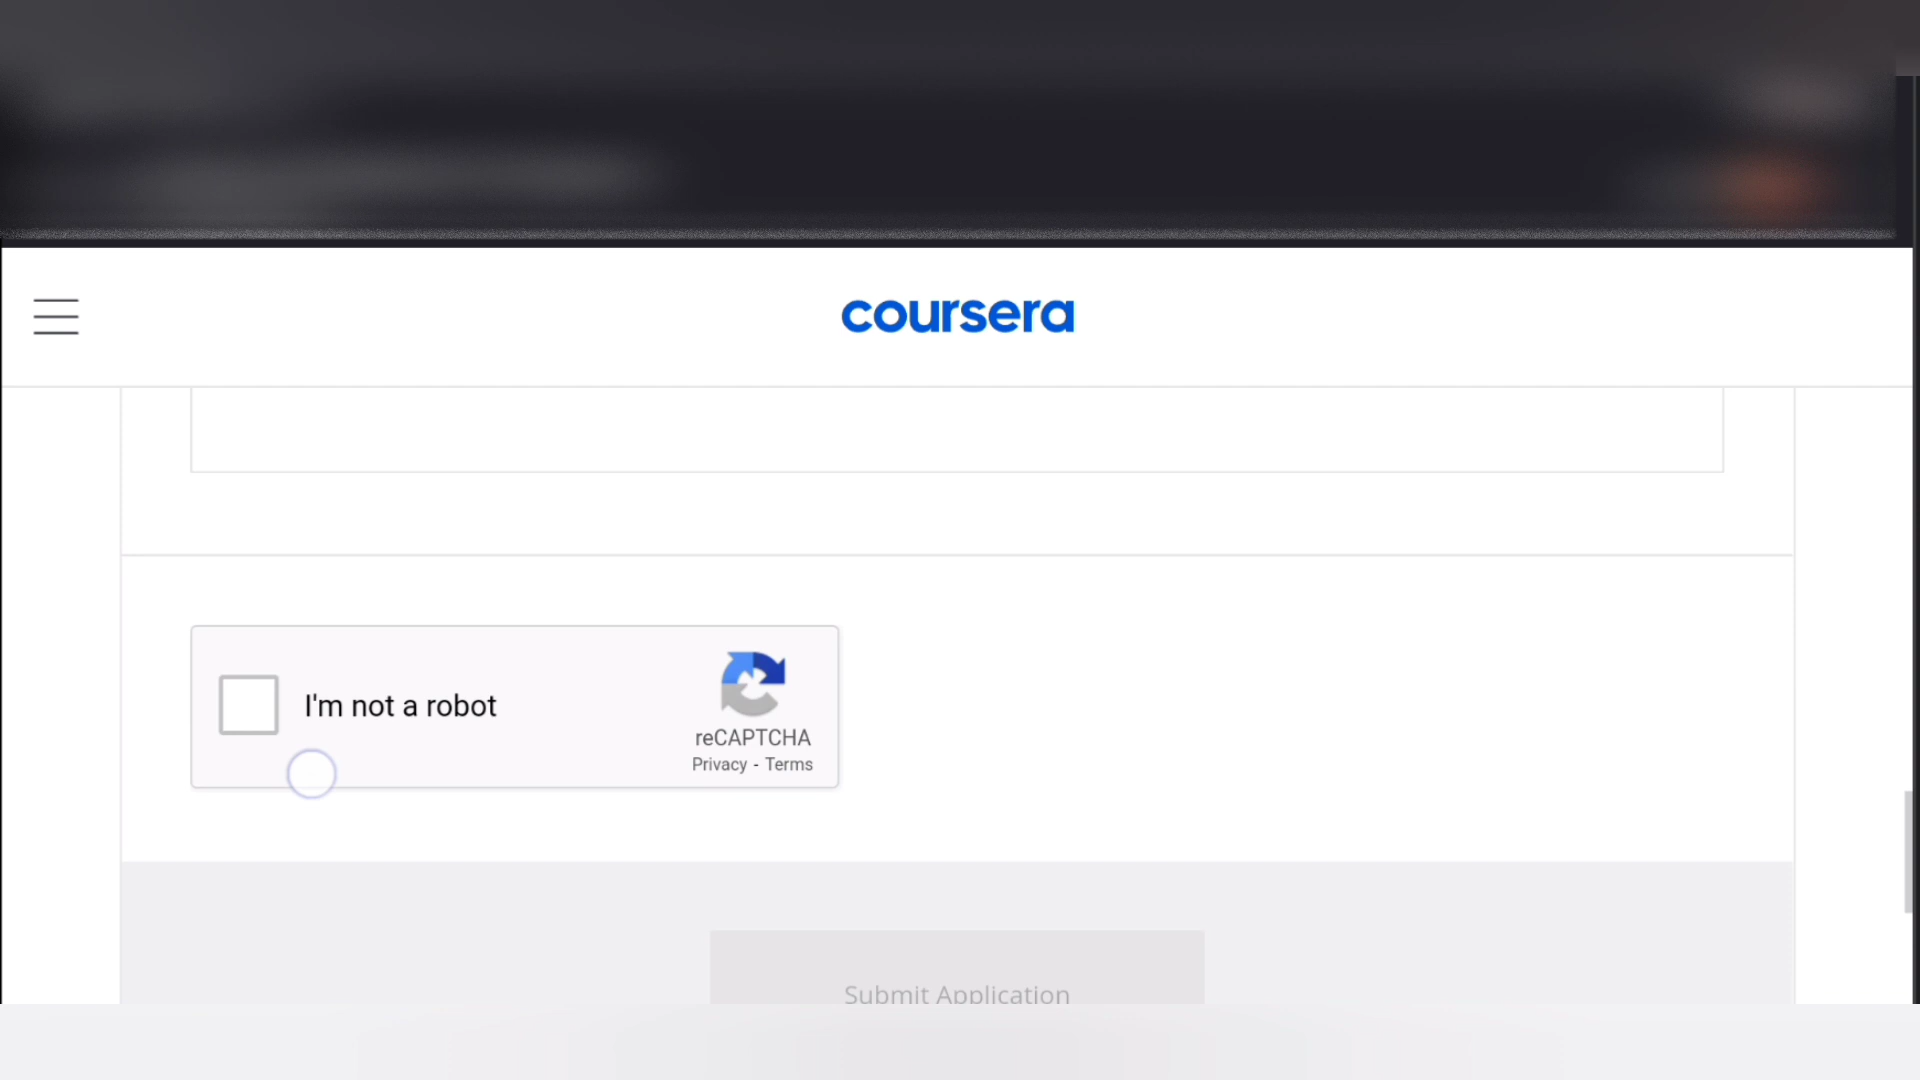 coursera
I'm not a robot
reCAPTCHA
Privacy - Terms
Submit Application